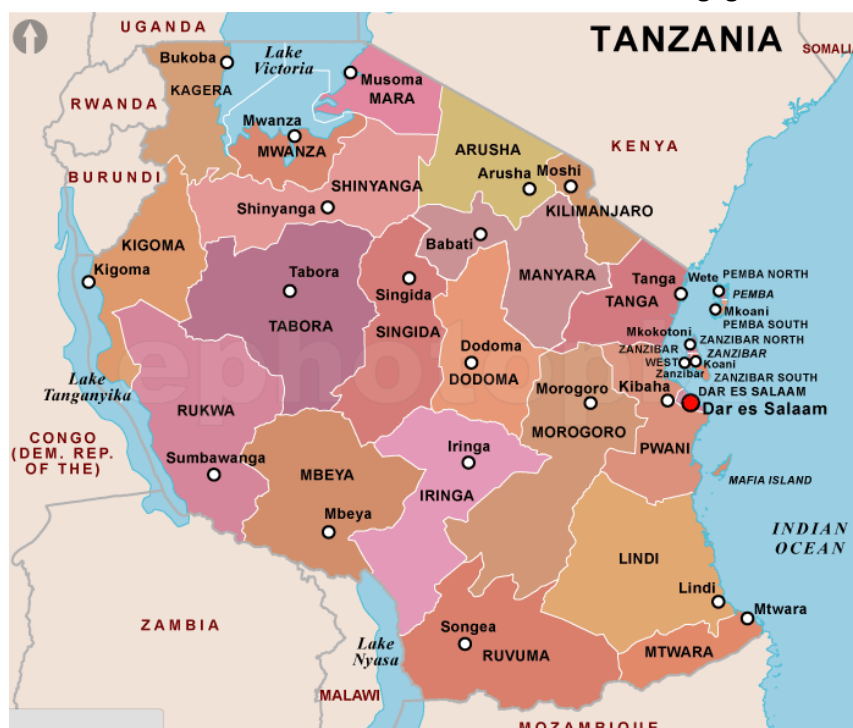 UGANDA
TANZANIA
SOMALI
Lake
Victoria
Bukoba
KAGERA
Musoma
MARA
RWANDA
Mwanza
MWANZA
BURUNDI
KENYA
ARUSHA
Arusha
Moshi
KILIMANJARO
SHINYANGA
Shinyanga
KIGOMA
Kigoma
Babati
MANYARA
Tabora
TABORA
Singida
SINGIDA
Tanga
TANGA
Wete
PEMBA NORTH
PEMBA
Mkoani
PEMBA SOUTH
Mkokotoni
ZANZIBAR NORTH
ZANZIBAR
WEST
ZANZIBAR
Koani
Zanzibar
ZANZIBAR SOUTH
Dodoma
DODOMA
ephotopix
Lake
Tanganyika
RUKWA
Sumbawanga
Morogoro
MOROGORO
Kibaha
DAR ES SALAAM
Dar es Salaam
PWANI
CONGO
(DEM. REP.
OF THE)
MBEYA
Mbeya
Iringa
IRINGA
MAFIA ISLAND
INDIAN
OCEAN
LINDI
Lindi
Mtwara
MTWARA
ZAMBIA
Lake
Nyasa
Songea
RUVUMA
MALAWI
MOZAMBIQUE